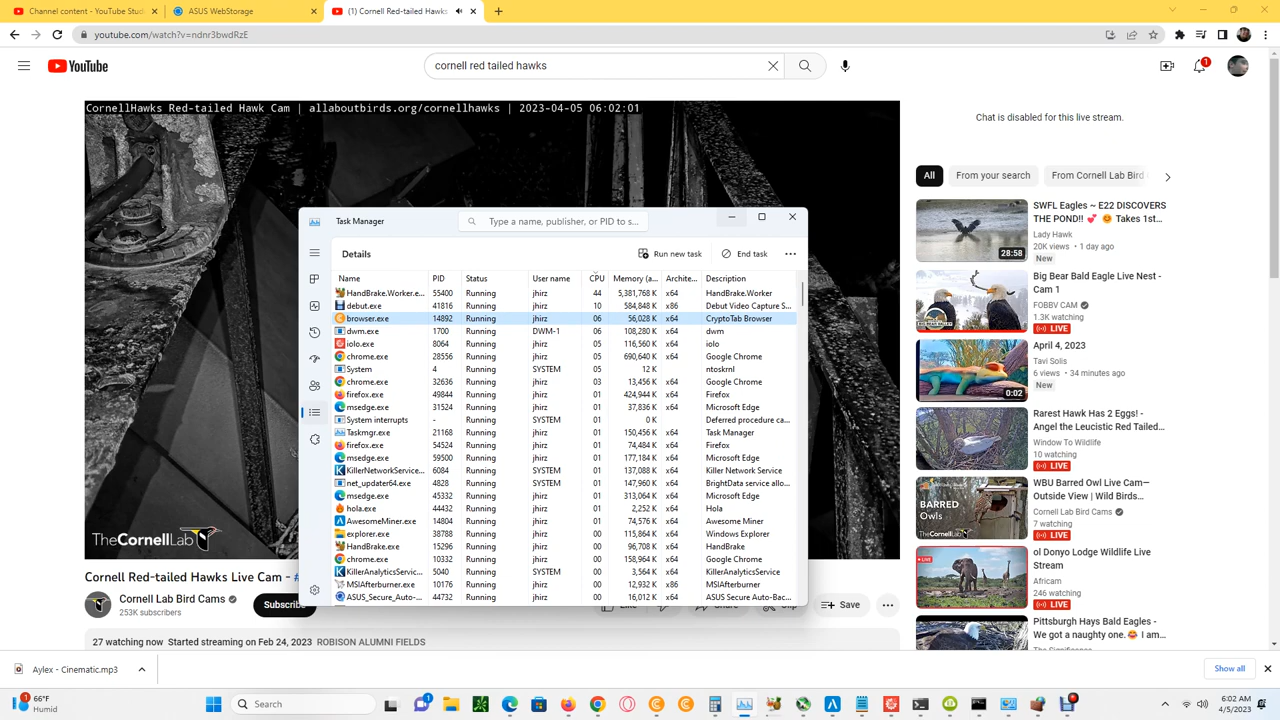 Channel content - YouTube Stud
ASUS WebStorage
(1) Cornell Red-tailed Hawks
youtube.com/watch?v=ndnr3bwdRzE
YouTube
cornell red tailed hawks
1
CornellHawks Red-tailed Hawk Cam | allaboutbirds.org/cornellhawks | 2023-04-05 06:02:01
Chat is disabled for this live stream.
All
From your search
From Cornell Lab Bird
Task Manager
Type a name, publisher, or PID to s...
Details
Run new task
End task
Name PID Status User name CPU Memory (a... Archite... Description
HandBrake.Worker.e... 55400 Running jhirz 44 5,381,768 K x64 HandBrake.Worker
debut.exe 41816 Running jhirz 10 584,848 K x86 Debut Video Capture S...
browser.exe 14892 Running jhirz 06 56,028 K x64 CryptoTab Browser
dwm.exe 1700 Running DWM-1 06 108,280 K x64 dwm
iolo.exe 8064 Running jhirz 05 116,560 K x64 iolo
chrome.exe 28556 Running jhirz 05 690,640 K x64 Google Chrome
System 4 Running SYSTEM 05 12 K ntoskrnl
chrome.exe 32636 Running jhirz 03 13,456 K x64 Google Chrome
firefox.exe 49844 Running jhirz 01 424,944 K x64 Firefox
msedge.exe 31524 Running jhirz 01 37,836 K x64 Microsoft Edge
System interrupts Running SYSTEM 01 0 K Deferred procedure ca...
Taskmgr.exe 21168 Running jhirz 01 150,456 K x64 Task Manager
firefox.exe 54524 Running jhirz 01 74,484 K x64 Firefox
msedge.exe 59500 Running jhirz 01 177,184 K x64 Microsoft Edge
KillerNetworkService... 6084 Running SYSTEM 01 137,088 K x64 Killer Network Service
net_updater64.exe 4828 Running SYSTEM 01 147,960 K x64 BrightData service allo...
msedge.exe 45332 Running jhirz 01 313,064 K x64 Microsoft Edge
hola.exe 44432 Running jhirz 01 2,252 K x64 Hola
AwesomeMiner.exe 14804 Running jhirz 01 74,576 K x64 Awesome Miner
explorer.exe 38788 Running jhirz 00 115,864 K x64 Windows Explorer
HandBrake.exe 15296 Running jhirz 00 96,708 K x64 HandBrake
chrome.exe 10332 Running jhirz 00 158,964 K x64 Google Chrome
KillerAnalyticsServic... 5040 Running SYSTEM 00 3,564 K x64 KillerAnalyticsService
MSIAfterburner.exe 10176 Running jhirz 00 12,932 K x86 MSIAfterburner
ASUS_Secure_Auto-... 44732 Running jhirz 00 16,012 K x64 ASUS Secure Auto-Bac...
TheCornellLab
Cornell Red-tailed Hawks Live Cam - #
Cornell Lab Bird Cams
253K subscribers
Subscribe
Save
27 watching now Started streaming on Feb 24, 2023 ROBISON ALUMNI FIELDS
28:58
SWFL Eagles ~ E22 DISCOVERS
THE POND!! 💕 😊 Takes 1st...
Lady Hawk
20K views • 1 day ago
New
BIG BEAR VALLEY
Big Bear Bald Eagle Live Nest -
Cam 1
FOBBV CAM
1.3K watching
LIVE
0:02
April 4, 2023
Tavi Solis
6 views • 34 minutes ago
New
Rarest Hawk Has 2 Eggs! -
Angel the Leucistic Red Tailed...
Window To Wildlife
10 watching
LIVE
BARRED
Owls
TheCornellLab
WBU Barred Owl Live Cam—
Outside View | Wild Birds...
Cornell Lab Bird Cams
7 watching
LIVE
LIVE
ol Donyo Lodge Wildlife Live
Stream
Africam
246 watching
LIVE
Pittsburgh Hays Bald Eagles -
We got a naughty one.🤭 I am...
Aylex - Cinematic.mp3
Show all
1
66°F
Humid
Search
1
6:02 AM
4/5/2023